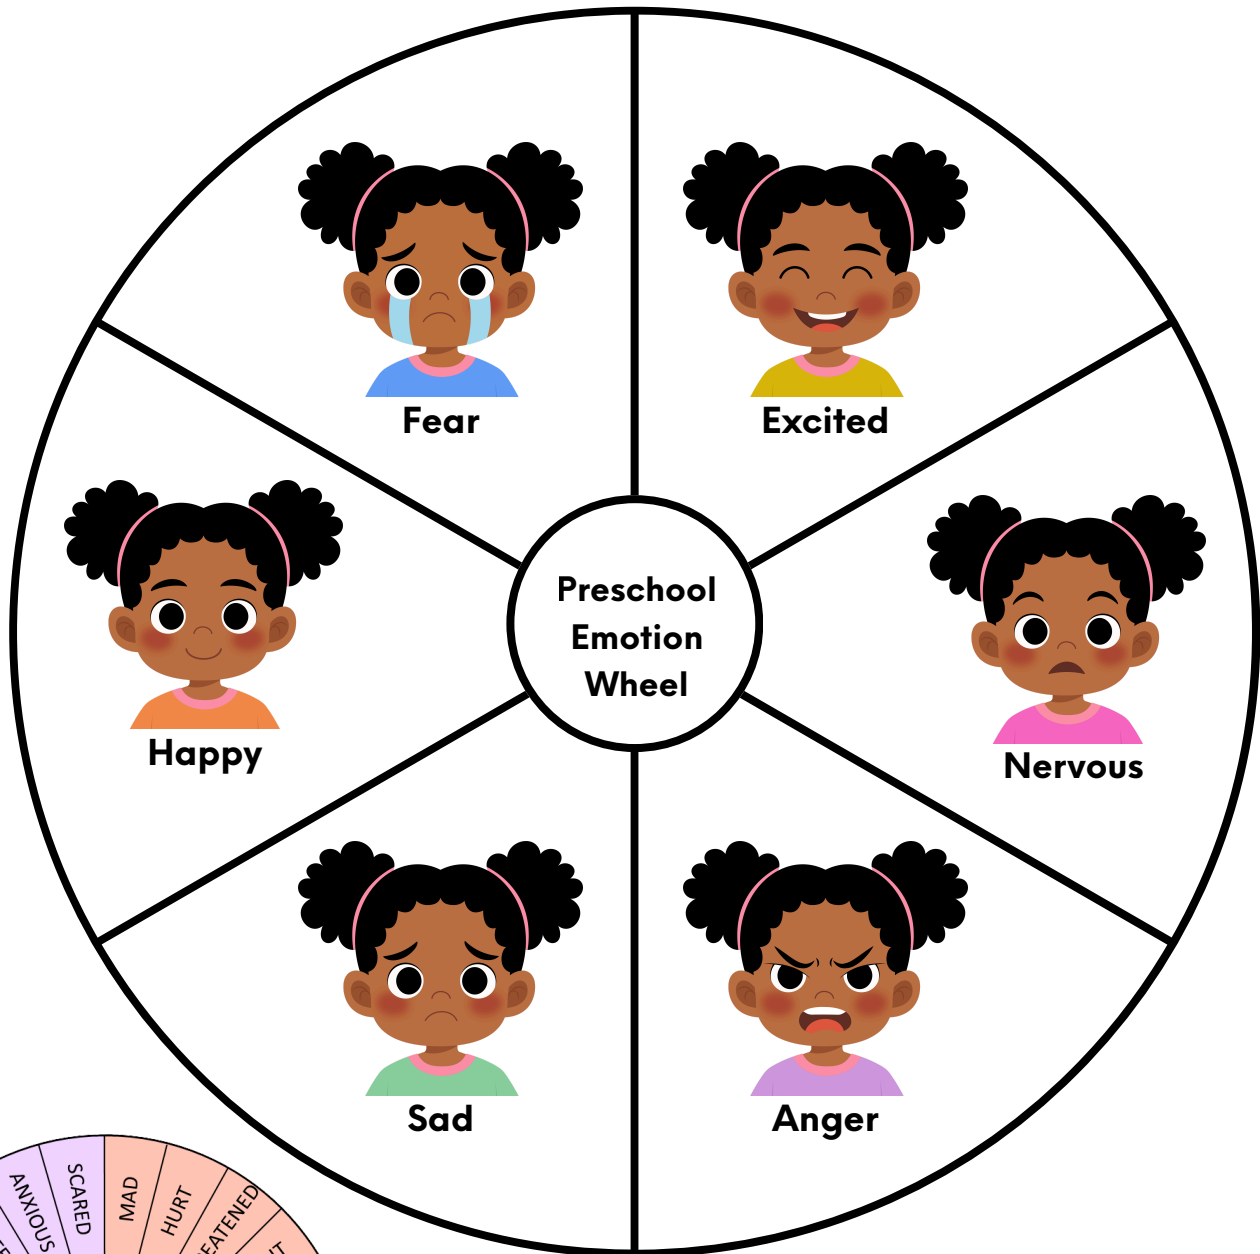 Fear
Excited
Happy
Preschool
Emotion
Wheel
Nervous
Sad
Anger
ANXIOUS
SCARED
MAD
HURT